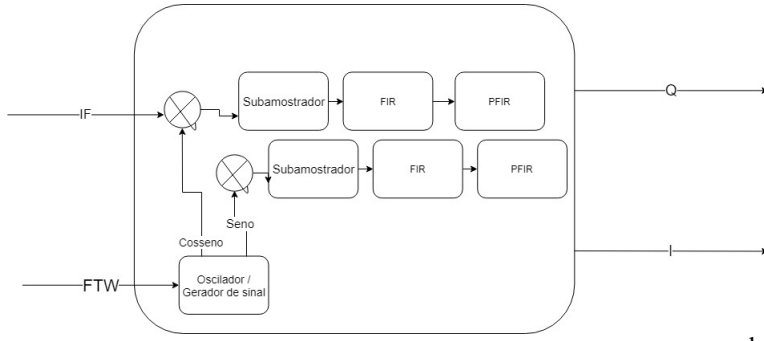 Q
Subamostrador
FIR
PFIR
IF
Subamostrador
FIR
PFIR
Seno
Cosseno
I
Oscilador /
Gerador de sinal
FTW